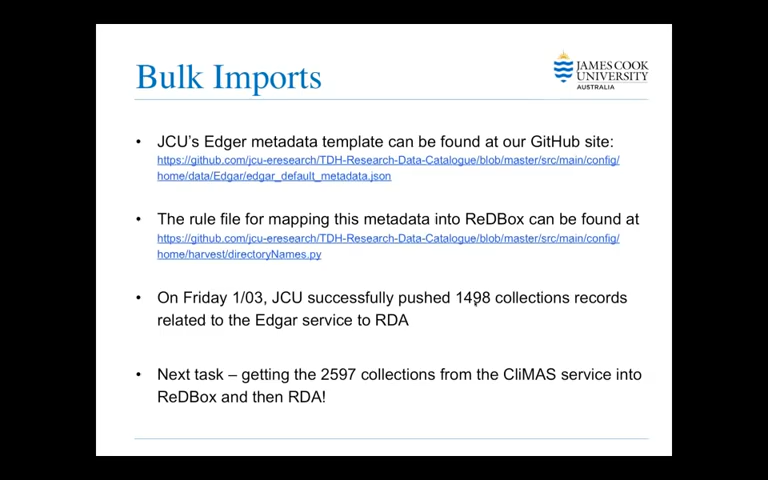 Bulk Imports
JAMES COOK
UNIVERSITY
AUSTRALIA
• JCU's Edger metadata template can be found at our GitHub site:
https://github.com/jcu-eresearch/TDH-Research-Data-Catalogue/blob/master/src/main/config/
home/data/Edgar/edgar_default_metadata.json
• The rule file for mapping this metadata into ReDBox can be found at
https://github.com/jcu-eresearch/TDH-Research-Data-Catalogue/blob/master/src/main/config/
home/harvest/directoryNames.py
• On Friday 1/03, JCU successfully pushed 1498 collections records
related to the Edgar service to RDA
• Next task – getting the 2597 collections from the CliMAS service into
ReDBox and then RDA!